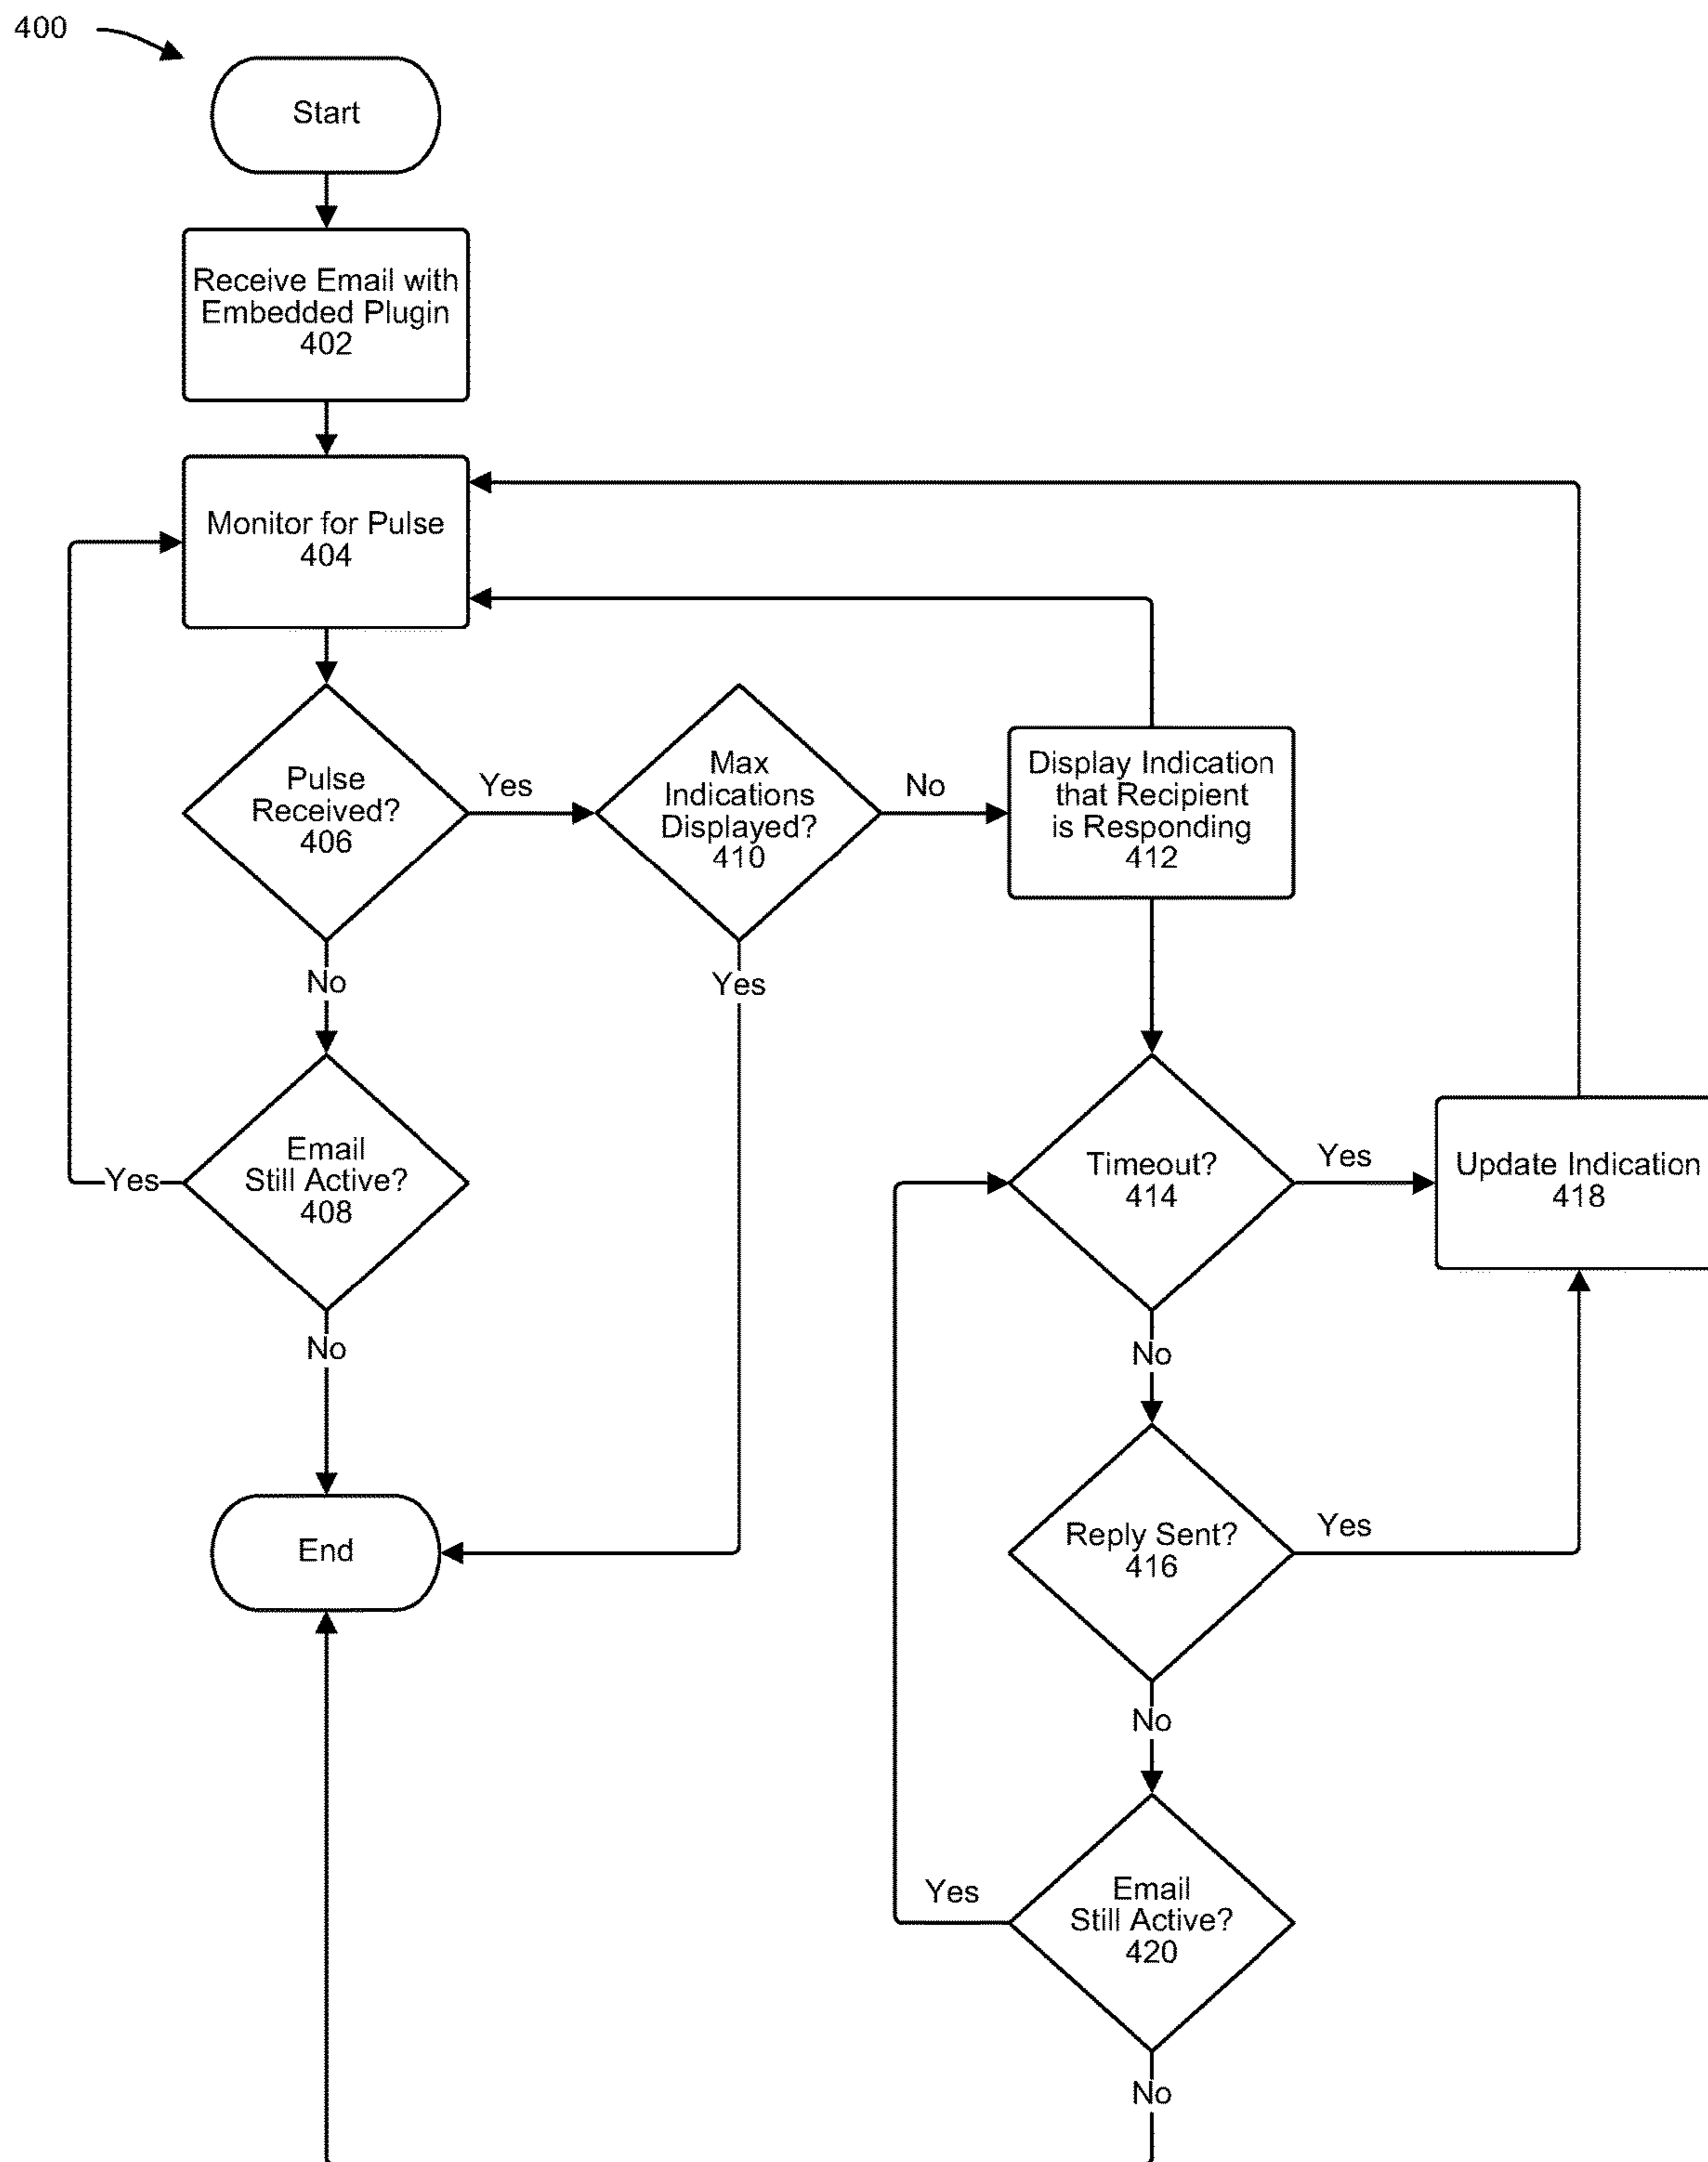 400
Start
Receive Email with
Embedded Plugin
402
Monitor for Pulse
404
Pulse
Received?
406
Yes
Max
Indications
Displayed?
410
No
Display Indication
that Recipient
is Responding
412
No
Yes
Email
Still Active?
408
Yes
No
Timeout?
414
Yes
Update Indication
418
No
End
Reply Sent?
416
Yes
No
Email
Still Active?
420
Yes
No